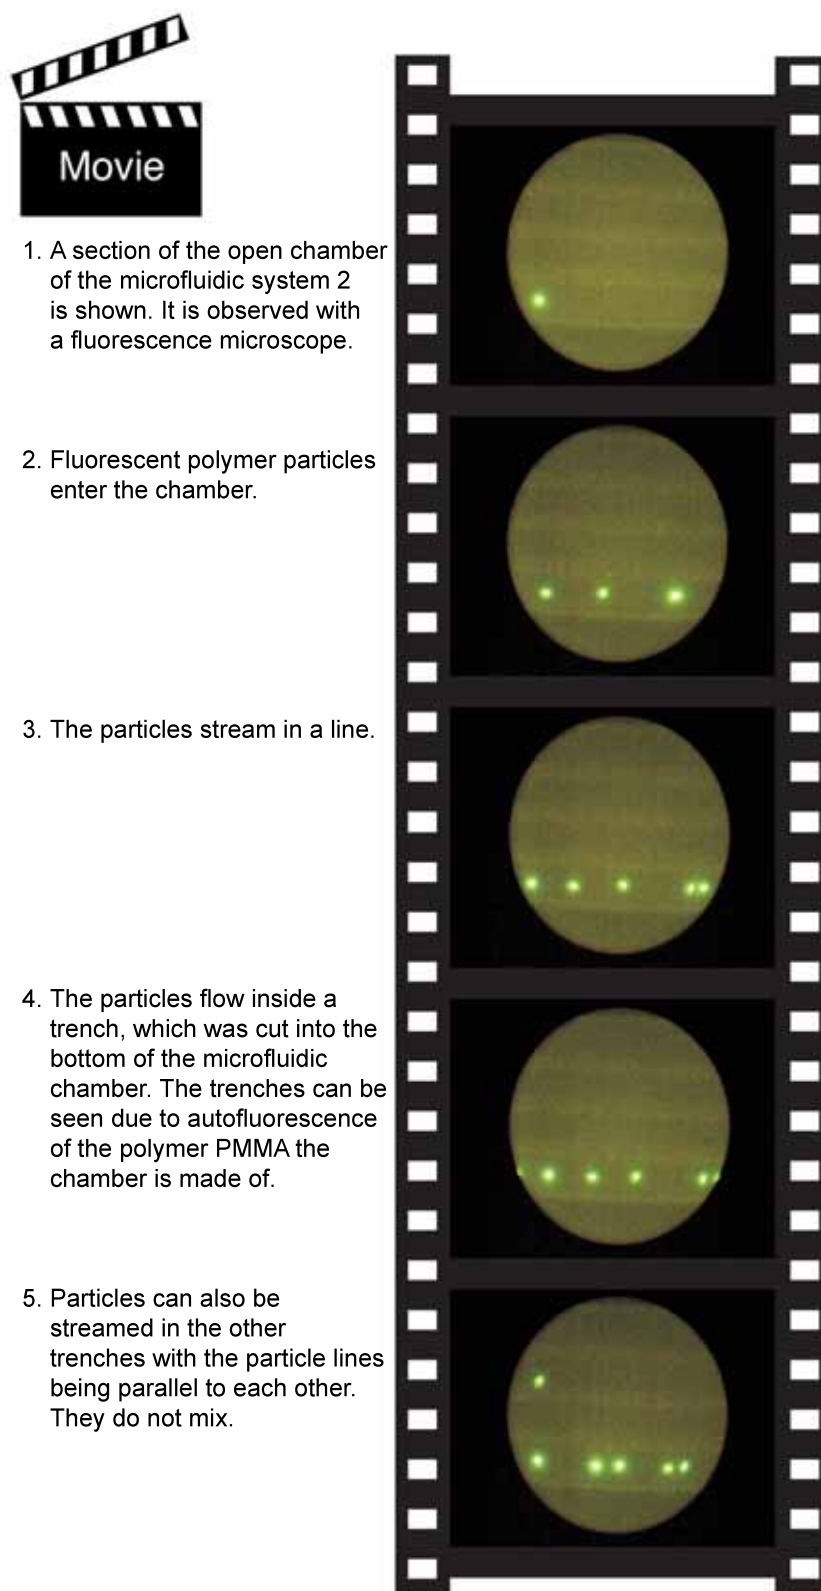 Movie
1. A section of the open chamber
of the microfluidic system 2
is shown. It is observed with
a fluorescence microscope.
2. Fluorescent polymer particles
enter the chamber.
3. The particles stream in a line.
4. The particles flow inside a
trench, which was cut into the
bottom of the microfluidic
chamber. The trenches can be
seen due to autofluorescence
of the polymer PMMA the
chamber is made of.
5. Particles can also be
streamed in the other
trenches with the particle lines
being parallel to each other.
They do not mix.